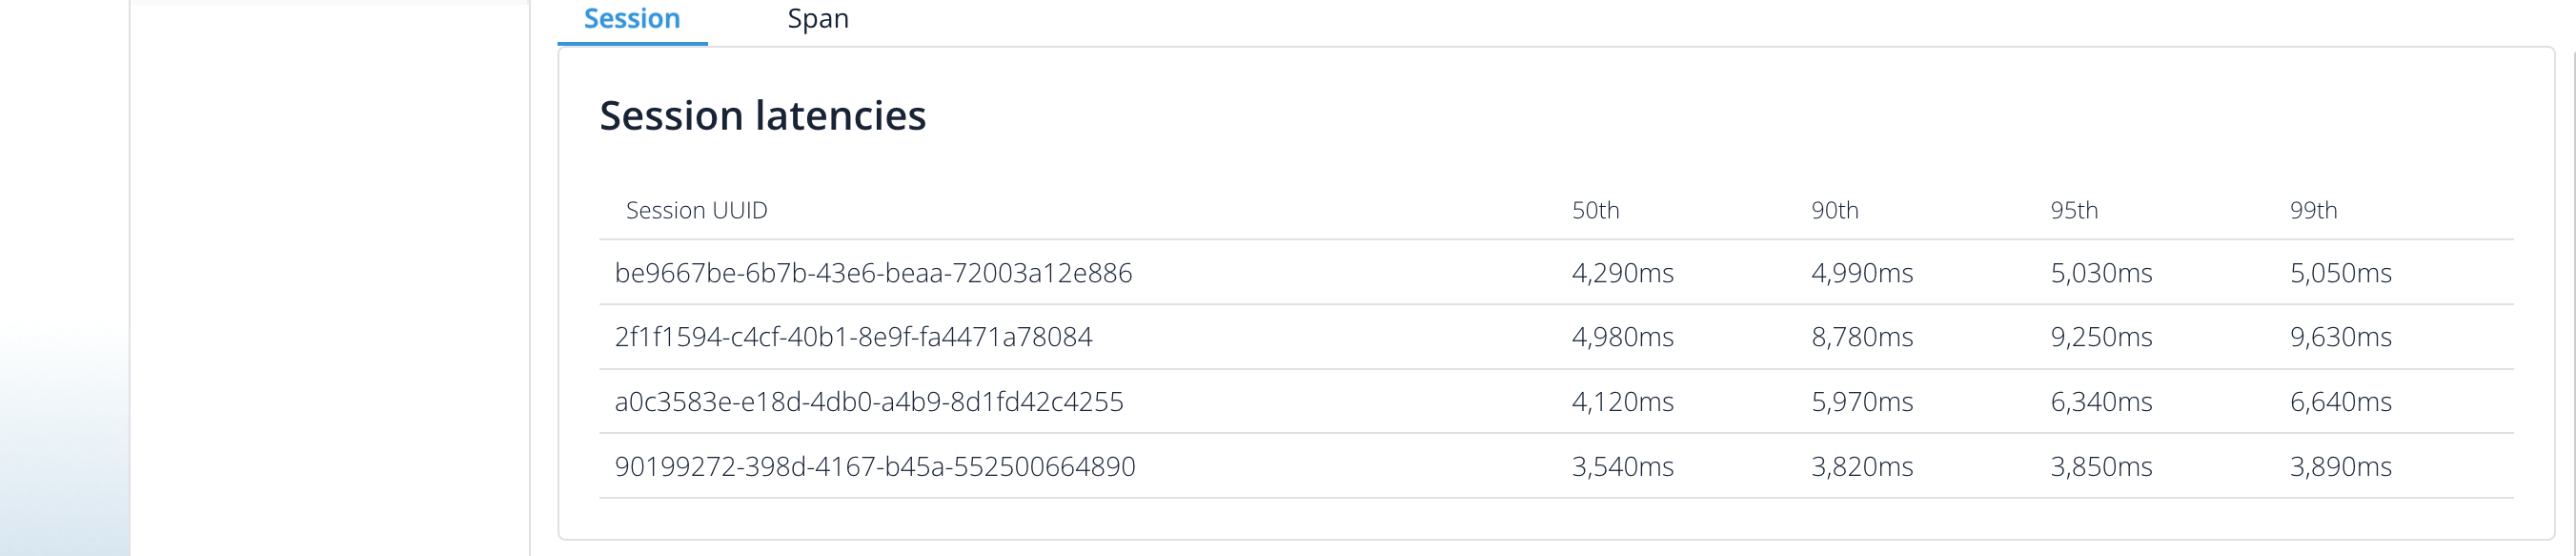 Session Span
Session latencies
Session UUID 50th 90th 95th 99th
be9667be-6b7b-43e6-beaa-72003a12e886 4,290ms 4,990ms 5,030ms 5,050ms
2f1f1594-c4cf-40b1-8e9f-fa4471a78084 4,980ms 8,780ms 9,250ms 9,630ms
a0c3583e-e18d-4db0-a4b9-8d1fd42c4255 4,120ms 5,970ms 6,340ms 6,640ms
90199272-398d-4167-b45a-552500664890 3,540ms 3,820ms 3,850ms 3,890ms